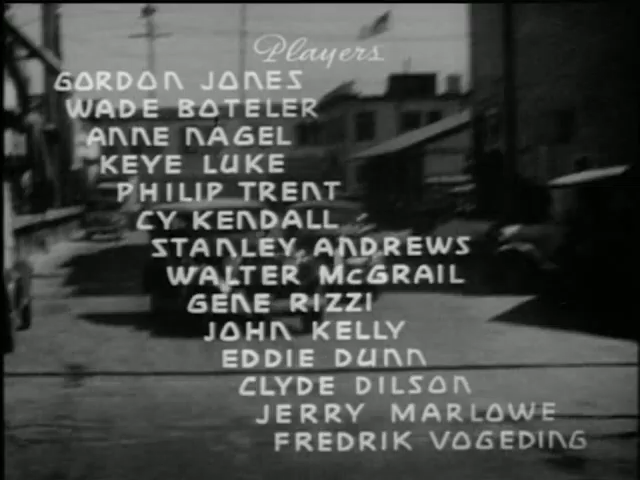 Players
GORDON JONES
WADE BOTELER
ANNE NAGEL
KEYE LUKE
PHILIP TRENT
CY KENDALL
STANLEY ANDREWS
WALTER McGRAIL
GENE RIZZI
JOHN KELLY
EDDIE DUNN
CLYDE DILSON
JERRY MARLOWE
FREDRIK VOGEDING